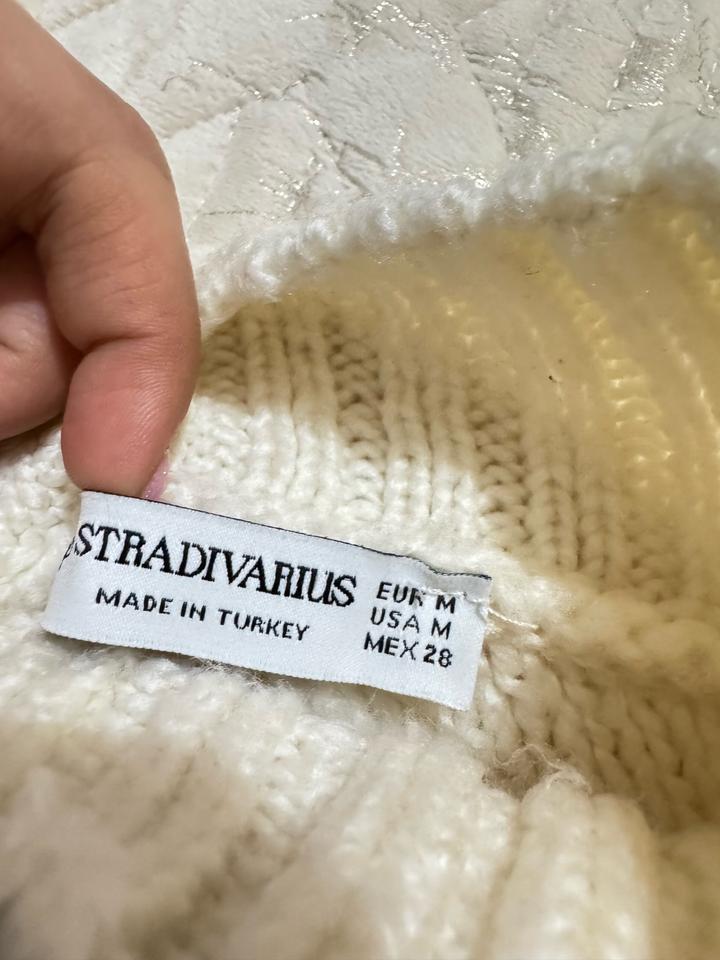 STRADIVARIUS
MADE IN TURKEY
EUR M
USA M
MEX 28